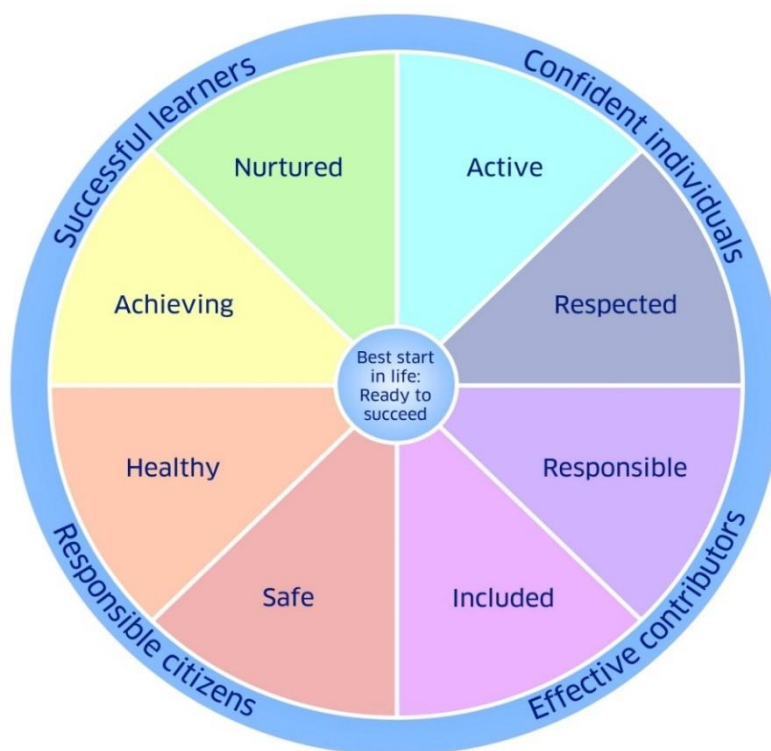 Successful learners
Confident individuals
Nurtured
Active
Achieving
Respected
Best start
in life:
Ready to
succeed
Healthy
Responsible
Safe
Included
Responsible citizens
Effective contributors